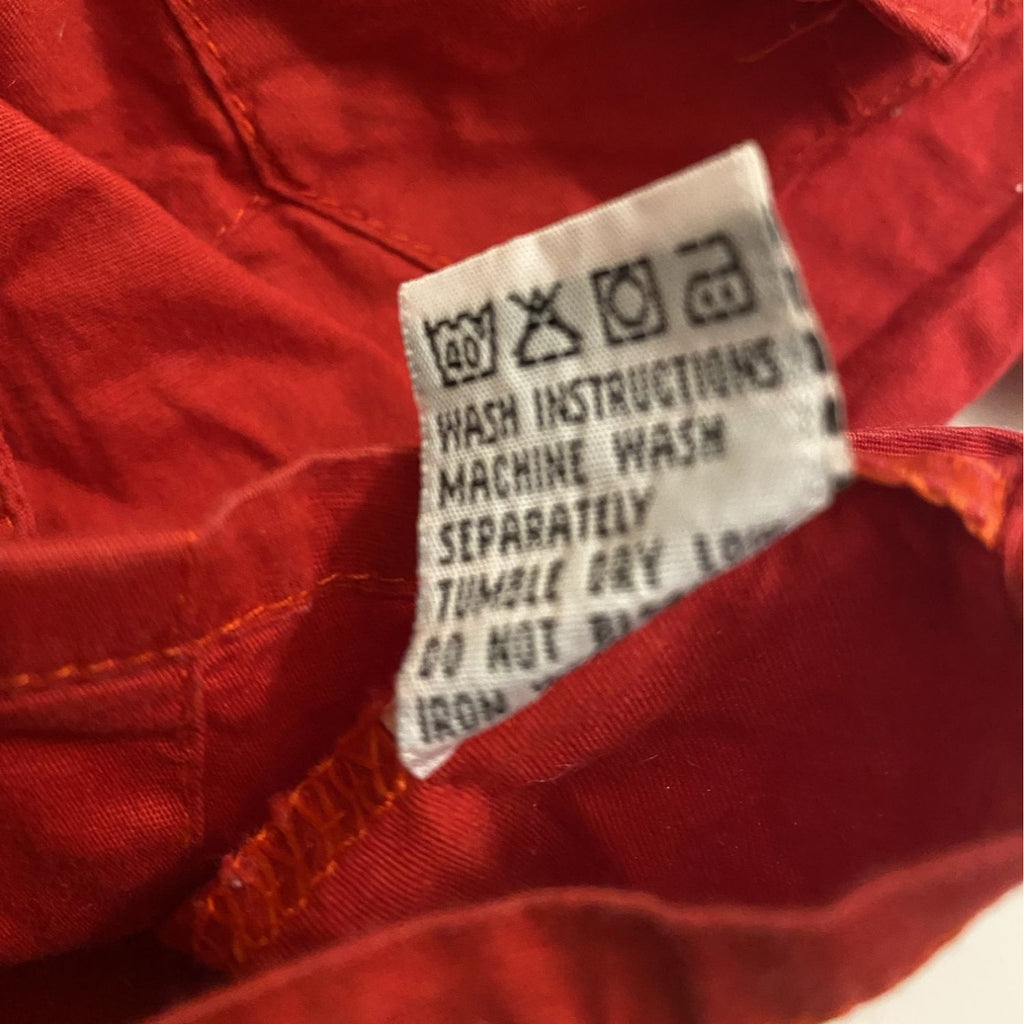 40
WASH INSTRUCTIONS
MACHINE WASH
SEPARATELY
TUMBLE DRY
DO NOT
IRON